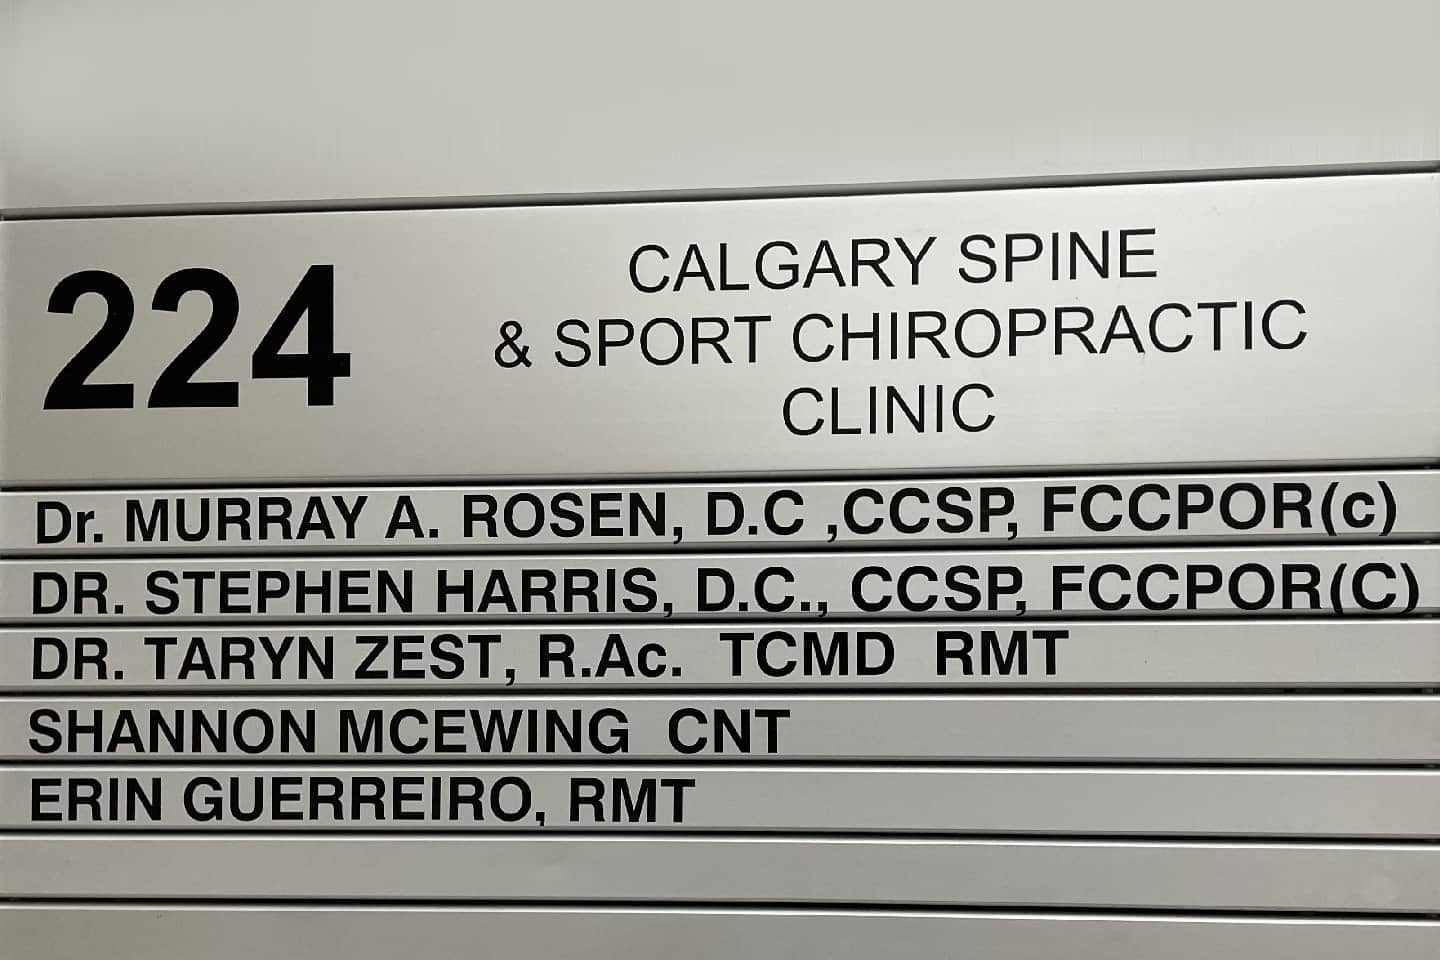 224
CALGARY SPINE
& SPORT CHIROPRACTIC
CLINIC
Dr. MURRAY A. ROSEN, D.C ,CCSP, FCCPOR(c)
DR. STEPHEN HARRIS, D.C., CCSP, FCCPOR(C)
DR. TARYN ZEST, R.Ac. TCMD RMT
SHANNON MCEWING CNT
ERIN GUERREIRO, RMT